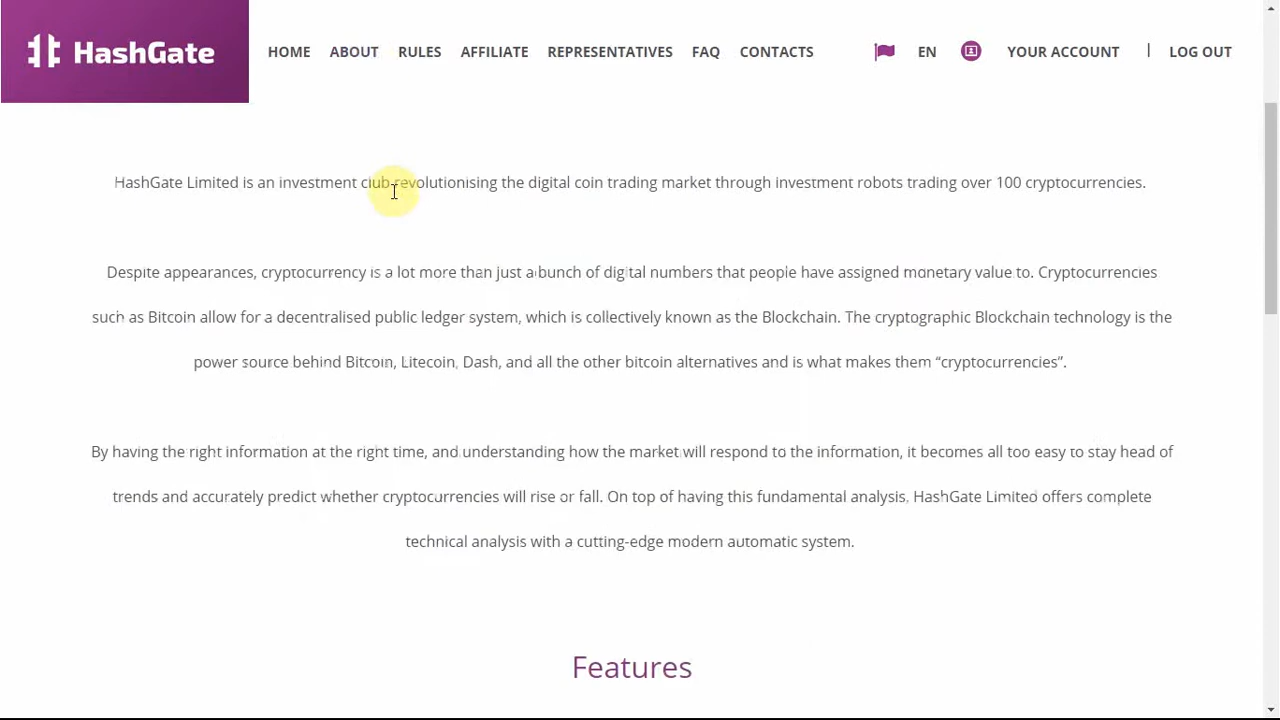 HashGate
HOME ABOUT RULES AFFILIATE REPRESENTATIVES FAQ CONTACTS EN YOUR ACCOUNT | LOG OUT
HashGate Limited is an investment club revolutionising the digital coin trading market through investment robots trading over 100 cryptocurrencies.
Despite appearances, cryptocurrency is a lot more than just a bunch of digital numbers that people have assigned monetary value to. Cryptocurrencies
such as Bitcoin allow for a decentralised public ledger system, which is collectively known as the Blockchain. The cryptographic Blockchain technology is the
power source behind Bitcoin, Litecoin, Dash, and all the other bitcoin alternatives and is what makes them “cryptocurrencies”.
By having the right information at the right time, and understanding how the market will respond to the information, it becomes all too easy to stay head of
trends and accurately predict whether cryptocurrencies will rise or fall. On top of having this fundamental analysis, HashGate Limited offers complete
technical analysis with a cutting-edge modern automatic system.
Features